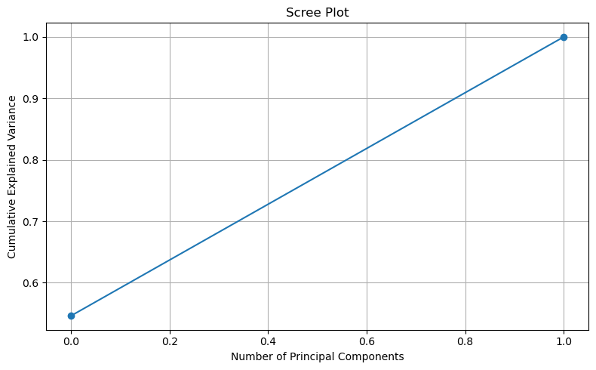 Scree Plot
1.0
0.9
0.8
0.7
0.6
Cumulative Explained Variance
0.0 0.2 0.4 0.6 0.8 1.0
Number of Principal Components